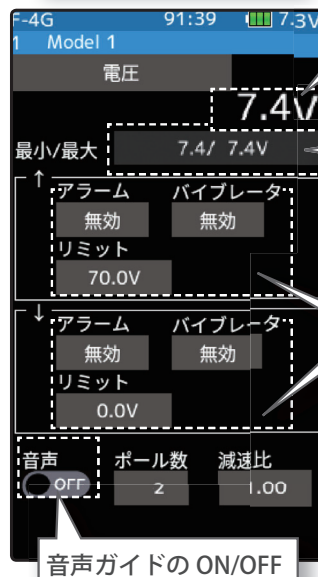 F-4G 91:39 7.3V
1 Model 1
電圧
7.4V
最小/最大 7.4/ 7.4V
↑
アラーム バイブレータ
無効 無効
リミット
70.0V
↓
アラーム バイブレータ
無効 無効
リミット
0.0V
音声 ポール数 減速比
OFF 2 1.00
音声ガイドの ON/OFF